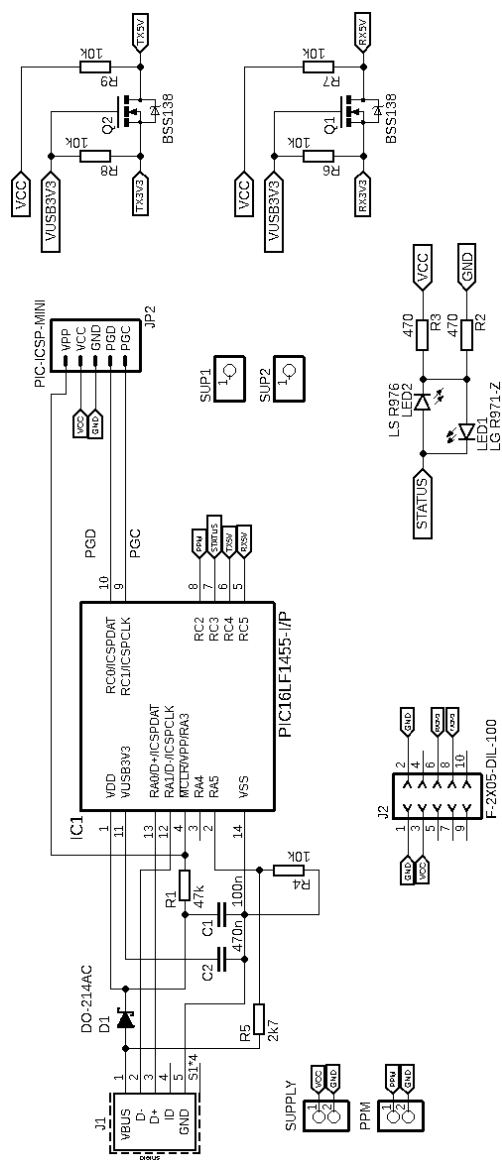 J1
VBUS
D-
D+
ID
GND
1
2
3
4
5
S1*4
DO-214AC
D1
C2
470n
C1
100n
R1
47k
R5
2k7
R4
10k
IC1
1
11
13
12
4
3
2
14
VDD
VUSB3V3
RA0/D+/ICSPDAT
RA1/D-/ICSPCLK
MCLR/VPP/RA3
RA4
RA5
VSS
RC0/ICSPDAT
RC1/ICSPCLK
RC2
RC3
RC4
RC5
10
9
8
7
6
5
PIC16LF1455-I/P
PGD
PGC
PPM
STATUS
TX5V
RX5V
PIC-ICSP-MINI
VPP
VCC
GND
PGD
PGC
JP2
VCC
GND
SUP1
1
SUP2
1
VCC
VUSB3V3
R8
10k
R9
10k
Q2
BSS138
TX3V3
TX5V
VCC
VUSB3V3
R6
10k
R7
10k
Q1
BSS138
RX3V3
RX5V
STATUS
LS R976
LED2
LED1
LG R971-Z
470
R3
470
R2
VCC
GND
SUPPLY
1
2
VCC
GND
PPM
1
2
PPM
GND
J2
GND
VCC
1
3
5
7
9
2
4
6
8
10
GND
F-2X05-DIL-100